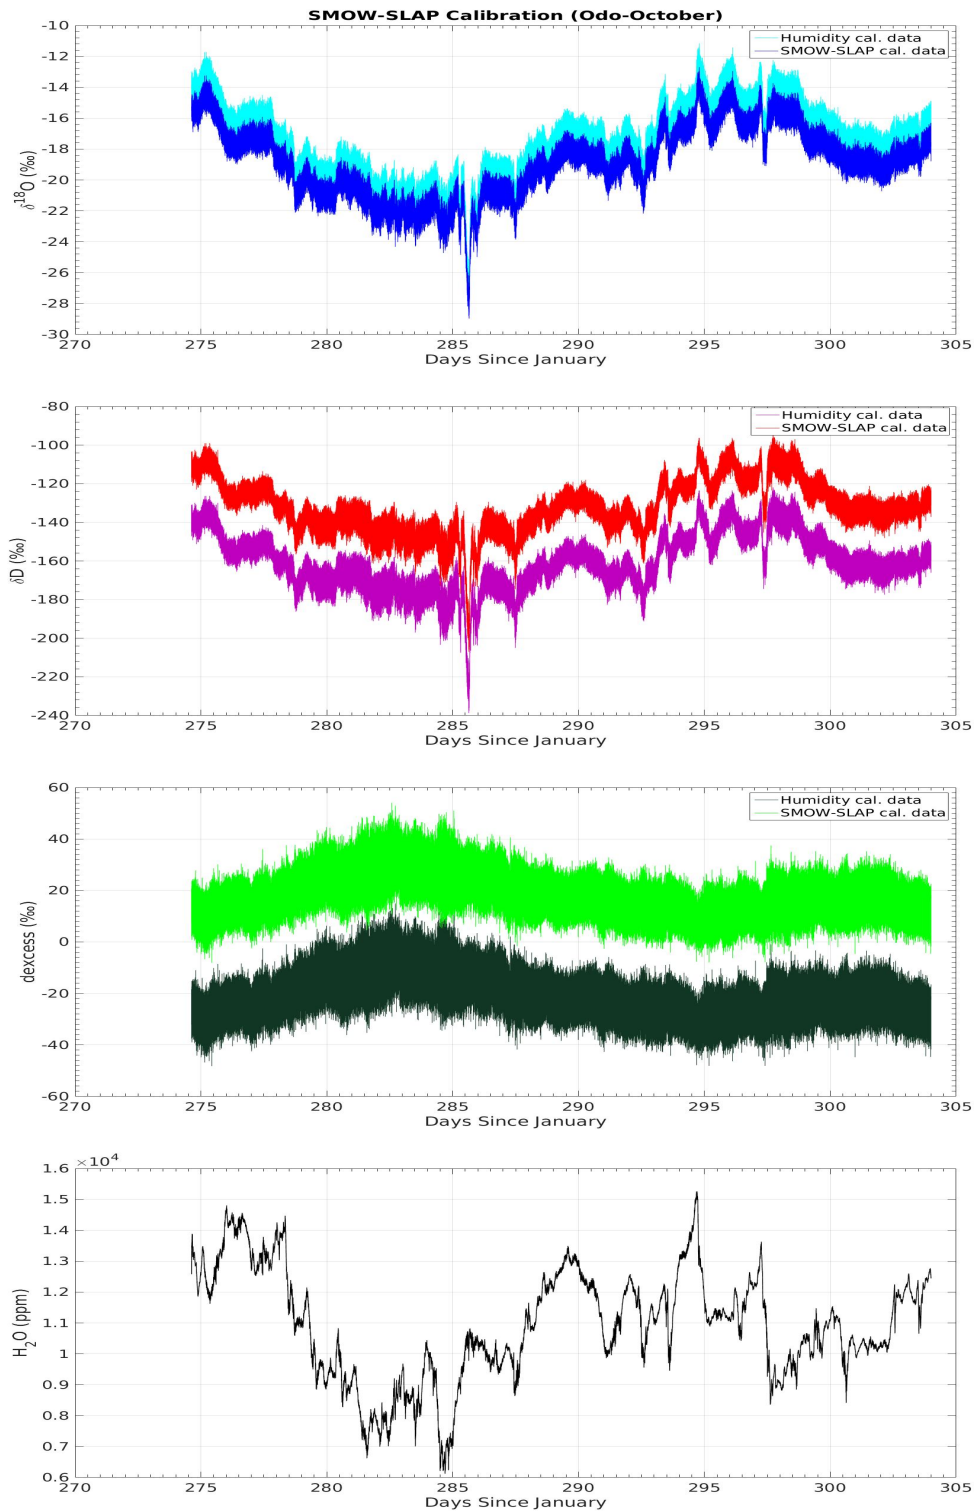 SMOW-SLAP Calibration (Odo-October)
Humidity cal. data
SMOW-SLAP cal. data
δ18O (‰)
-10
-12
-14
-16
-18
-20
-22
-24
-26
-28
-30
270 275 280 285 290 295 300 305
Days Since January
Humidity cal. data
SMOW-SLAP cal. data
δD (‰)
-80
-100
-120
-140
-160
-180
-200
-220
-240
270 275 280 285 290 295 300 305
Days Since January
Humidity cal. data
SMOW-SLAP cal. data
dexcess (‰)
60
40
20
0
-20
-40
-60
270 275 280 285 290 295 300 305
Days Since January
×10⁴
H₂O (ppm)
1.6
1.5
1.4
1.3
1.2
1.1
1
0.9
0.8
0.7
0.6
270 275 280 285 290 295 300 305
Days Since January